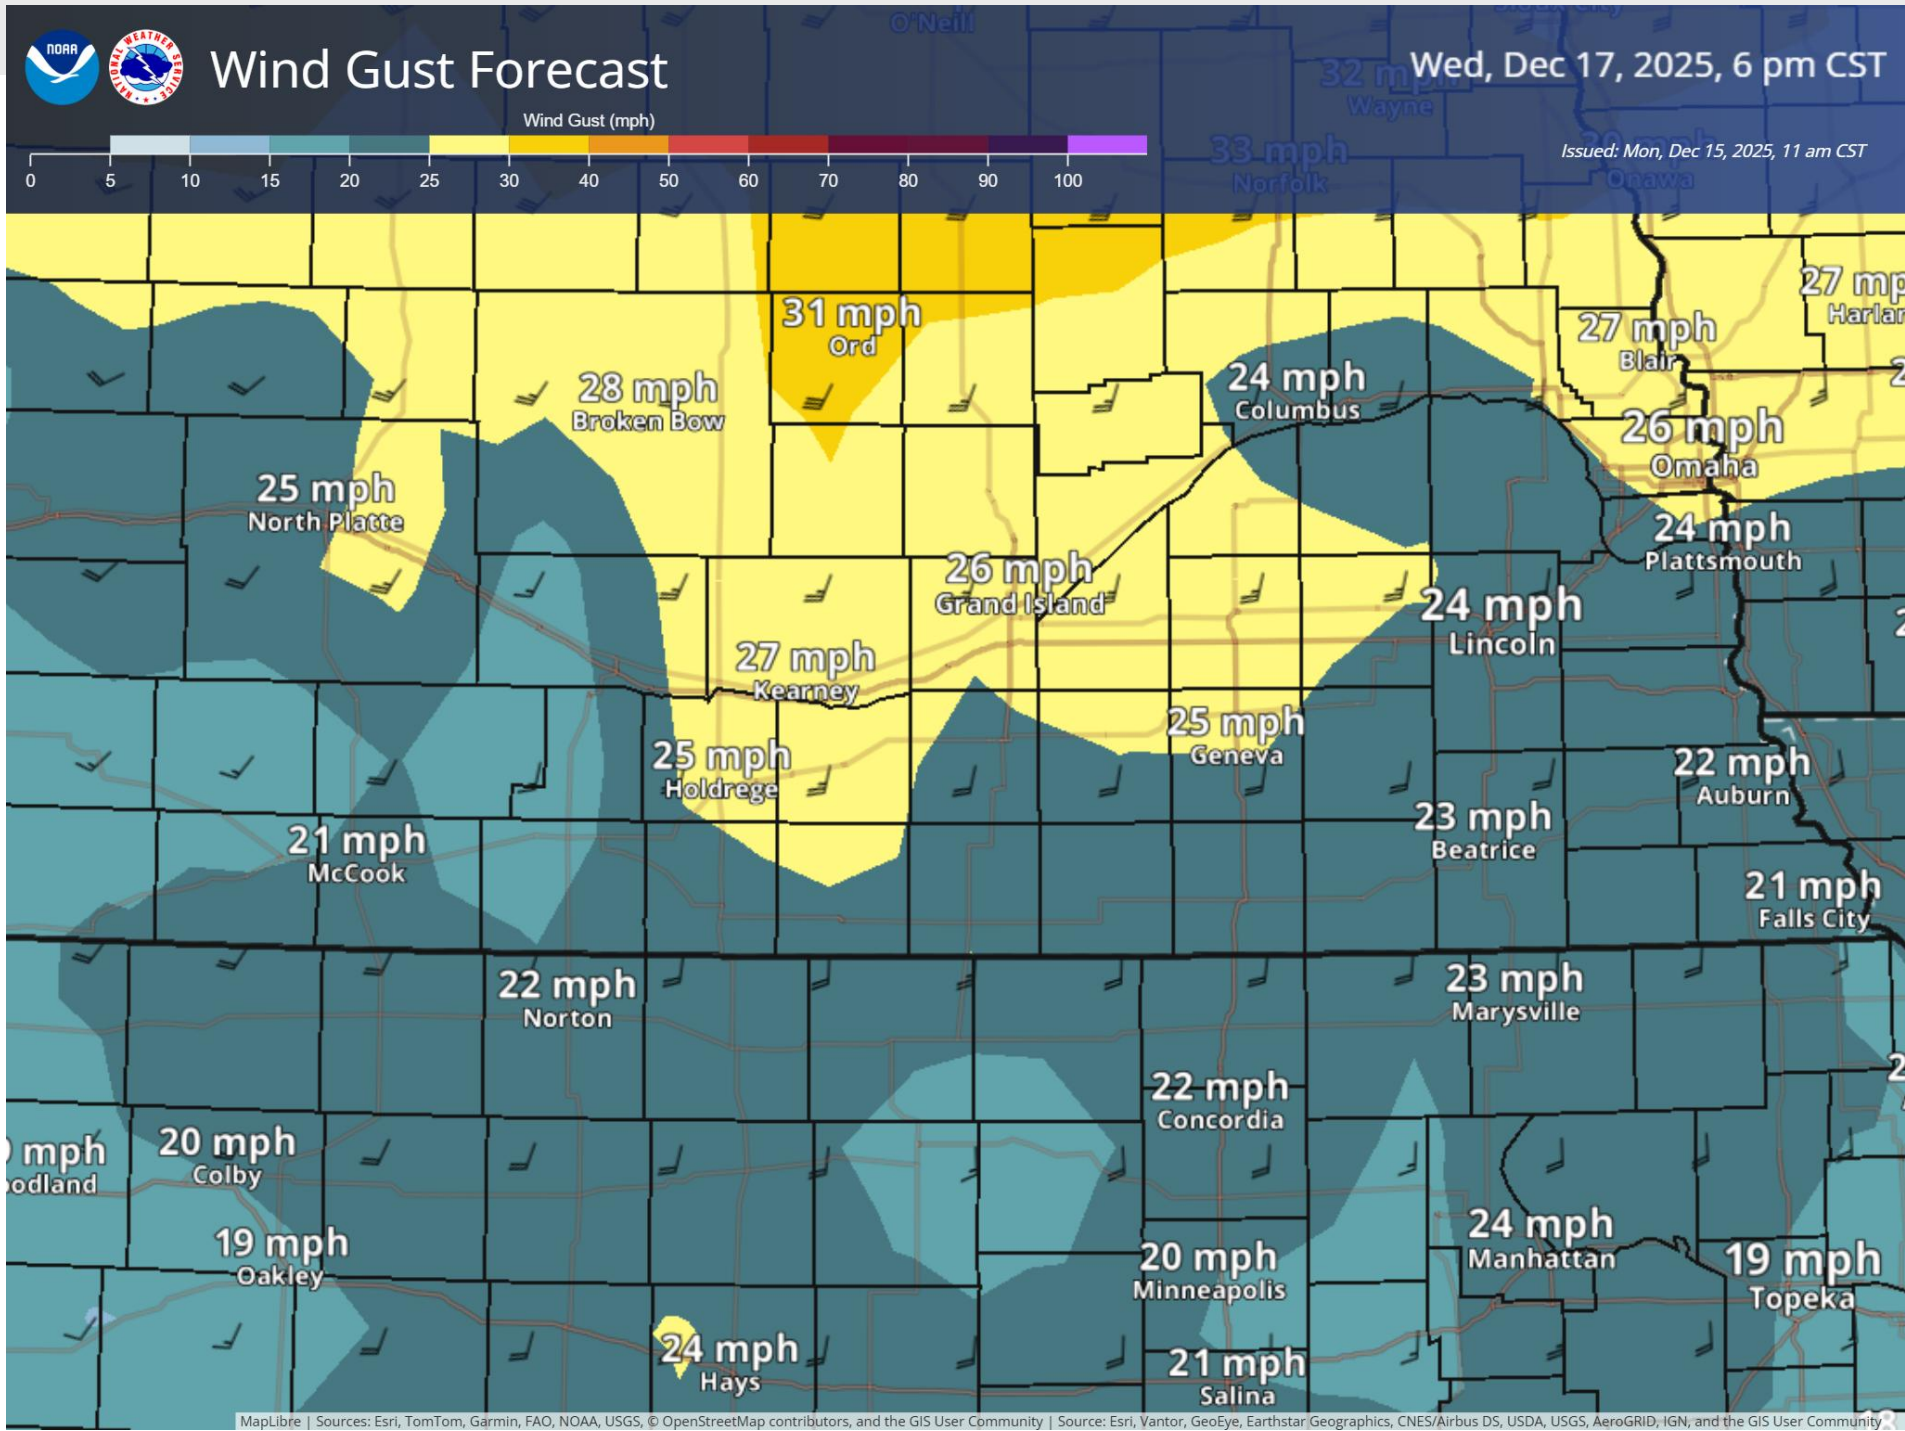 O'Neill
NOAA
NATIONAL WEATHER SERVICE
Wind Gust Forecast
Wed, Dec 17, 2025, 6 pm CST
32 mph
Wayne
Wind Gust (mph)
33 mph
Norfolk
Issued: Mon, Dec 15, 2025, 11 am CST
Onawa
0 5 10 15 20 25 30 40 50 60 70 80 90 100
31 mph
Ord
27 mph
Blair
28 mph
Broken Bow
24 mph
Columbus
26 mph
Omaha
25 mph
North Platte
24 mph
Plattsmouth
26 mph
Grand Island
24 mph
Lincoln
27 mph
Kearney
25 mph
Geneva
25 mph
Holdrege
22 mph
Auburn
23 mph
Beatrice
21 mph
McCook
21 mph
Falls City
22 mph
Norton
23 mph
Marysville
22 mph
Concordia
mph
odland
20 mph
Colby
19 mph
Oakley
20 mph
Minneapolis
24 mph
Manhattan
19 mph
Topeka
24 mph
Hays
21 mph
Salina
MapLibre | Sources: Esri, TomTom, Garmin, FAO, NOAA, USGS, © OpenStreetMap contributors, and the GIS User Community | Source: Esri, Vantor, GeoEye, Earthstar Geographics, CNES/Airbus DS, USDA, USGS, AeroGRID, IGN, and the GIS User Community